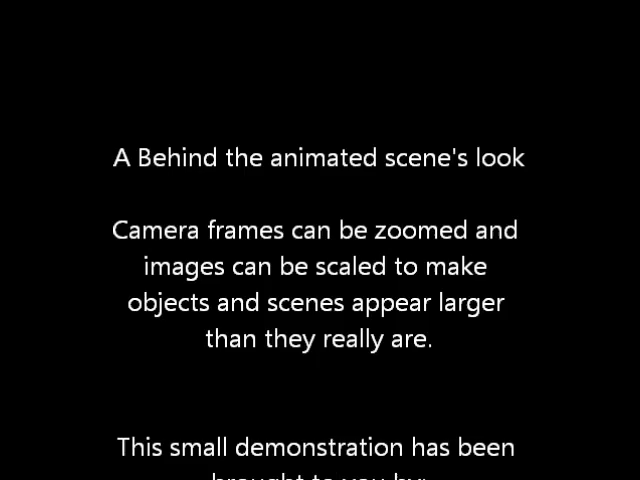 A Behind the animated scene's look
Camera frames can be zoomed and
images can be scaled to make
objects and scenes appear larger
than they really are.
This small demonstration has been
brought to you by: